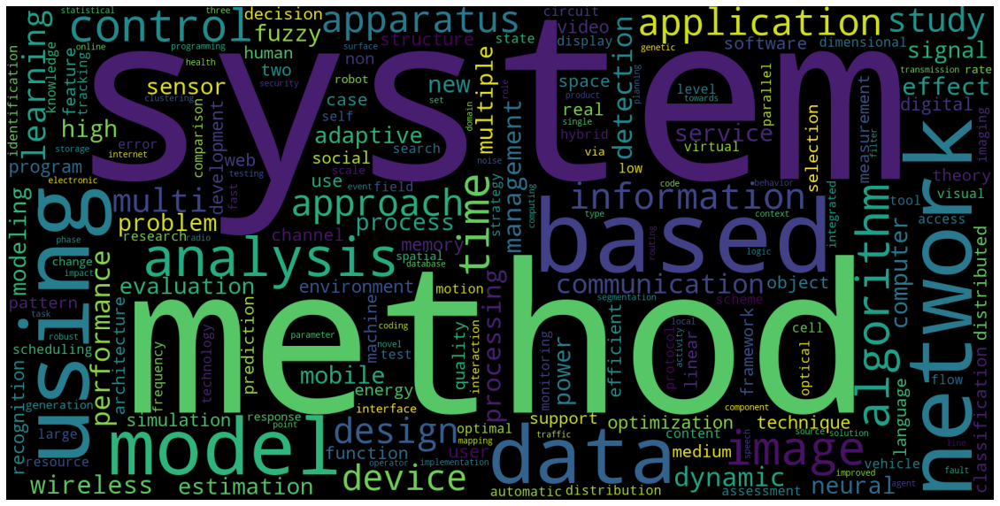 statistical
three
decision
circuit
video
application
study
control
apparatus
fuzzy
structure
state
display
genetic
software
dimensional
signal
online
programming
surface
human
system
learning
knowledge
health
non
transmission
rate
identification
feature
tracking
security
two
robot
sensor
new
multiple
space
detection
level
towards
parallel
effect
clustering
case
set
domain
role
product
planning
measurement
digital
high
error
comparison
self
real
single
service
filter
imaging
storage
internet
adaptive
search
hybrid
virtual
program
web
social
scale
noise
via
low
selection
theory
electronic
development
fast
testing
use
event
field
management
code
behavior
visual
modeling
using
multi
approach
time
information
network
problem
process
strategy
computing
type
context
integrated
algorithm
tool
access
research
radio
channel
memory
based
routing
logic
computer
distributed
phase
analysis
spatial
database
change
impact
performance
evaluation
environment
motion
communication
object
pattern
method
processing
segmentation
scheme
task
robust
architecture
parameter
machine
coding
novel
quality
interaction
efficient
local
activity
cell
scheduling
frequency
technology
prediction
mobile
test
monitoring
power
protocol
linear
framework
optical
flow
classification
recognition
generation
energy
interface
component
language
simulation
response
point
optimal
mapping
support
optimization
technique
large
resource
model
design
function
user
data
traffic
content
source
solution
medium
image
vehicle
line
fault
speech
operator
implementation
wireless
estimation
device
automatic
distribution
dynamic
assessment
neural
improved
agent